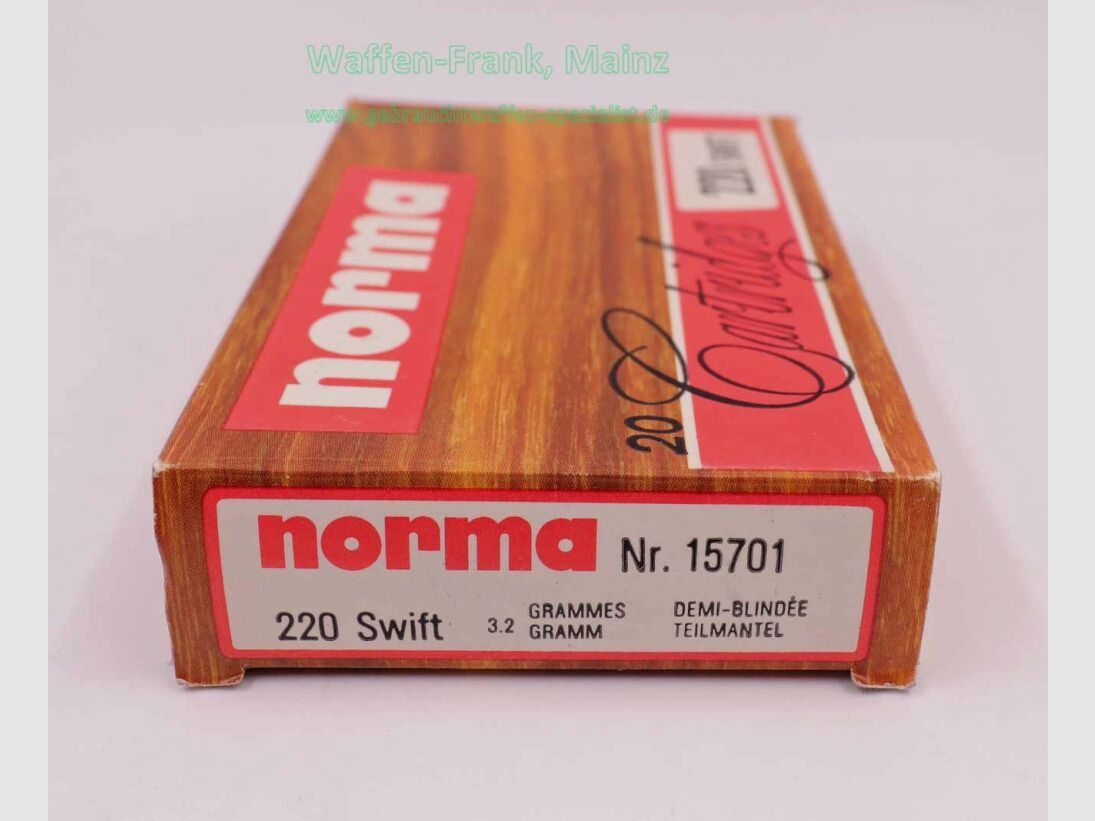 Waffen-Frank, Mainz
www.gebrauchtwaffen-spezialist.de
norma
220 SWIFT
20 Cartridges
norma Nr. 15701
220 Swift 3.2 GRAMMES DEMI-BLINDÉE
GRAMM TEILMANTEL